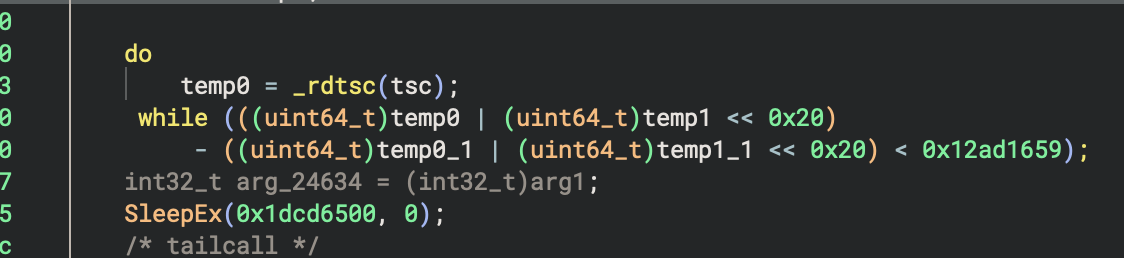 0
0 do
3 temp0 = _rdtsc(tsc);
0 while (((uint64_t)temp0 | (uint64_t)temp1 << 0x20)
0 - ((uint64_t)temp0_1 | (uint64_t)temp1_1 << 0x20) < 0x12ad1659);
7 int32_t arg_24634 = (int32_t)arg1;
5 SleepEx(0x1dcd6500, 0);
c /* tailcall */